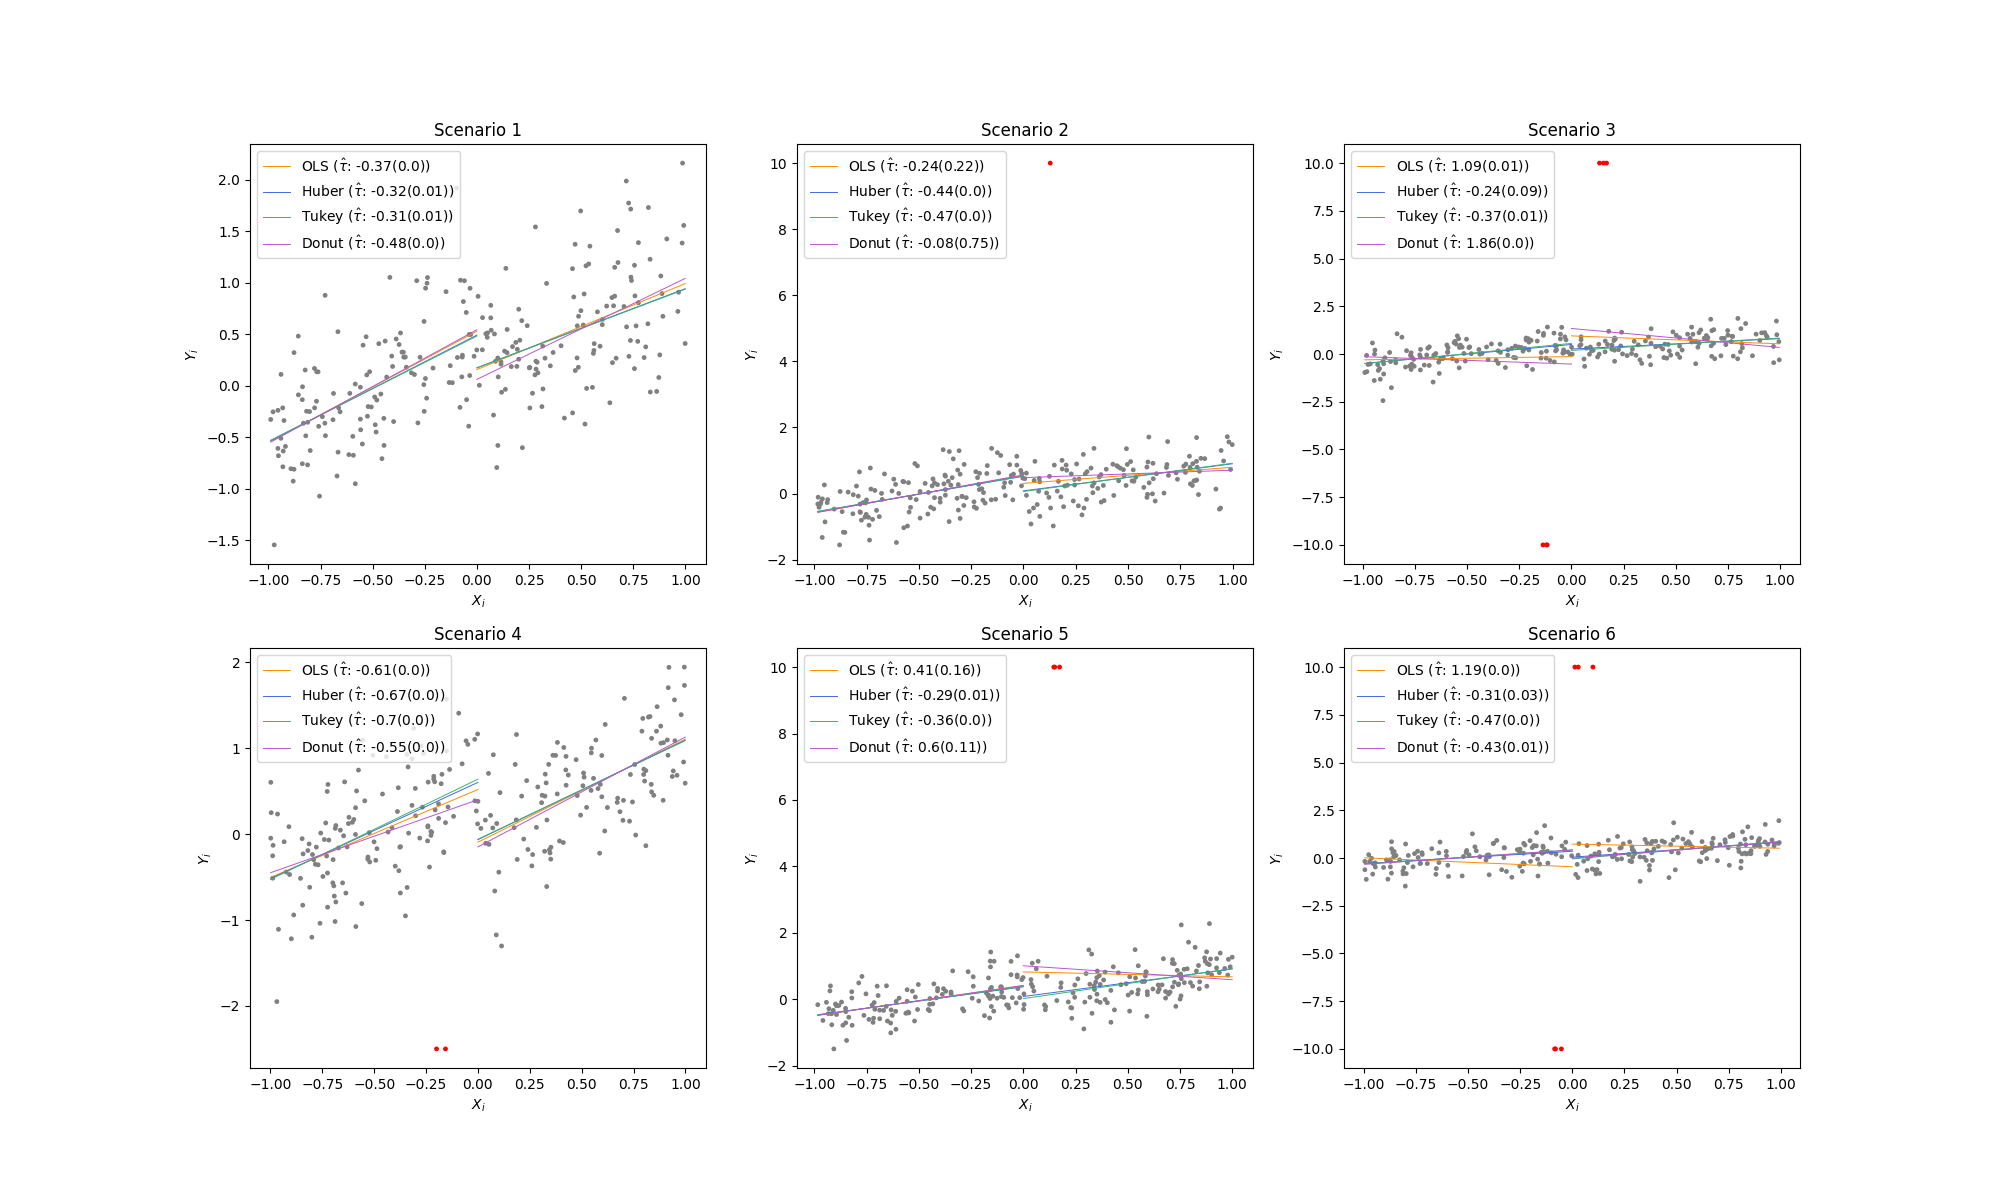 Scenario 1
OLS (τ̂: -0.37(0.0))
Huber (τ̂: -0.32(0.01))
Tukey (τ̂: -0.31(0.01))
Donut (τ̂: -0.48(0.0))
2.0
1.5
1.0
0.5
0.0
−0.5
−1.0
−1.5
Yᵢ
−1.00 −0.75 −0.50 −0.25 0.00 0.25 0.50 0.75 1.00
Xᵢ
Scenario 2
OLS (τ̂: -0.24(0.22))
Huber (τ̂: -0.44(0.0))
Tukey (τ̂: -0.47(0.0))
Donut (τ̂: -0.08(0.75))
10
8
6
4
2
0
−2
Yᵢ
−1.00 −0.75 −0.50 −0.25 0.00 0.25 0.50 0.75 1.00
Xᵢ
Scenario 3
OLS (τ̂: 1.09(0.01))
Huber (τ̂: -0.24(0.09))
Tukey (τ̂: -0.37(0.01))
Donut (τ̂: 1.86(0.0))
10.0
7.5
5.0
2.5
0.0
−2.5
−5.0
−7.5
−10.0
Yᵢ
−1.00 −0.75 −0.50 −0.25 0.00 0.25 0.50 0.75 1.00
Xᵢ
Scenario 4
OLS (τ̂: -0.61(0.0))
Huber (τ̂: -0.67(0.0))
Tukey (τ̂: -0.7(0.0))
Donut (τ̂: -0.55(0.0))
2
1
0
−1
−2
Yᵢ
−1.00 −0.75 −0.50 −0.25 0.00 0.25 0.50 0.75 1.00
Xᵢ
Scenario 5
OLS (τ̂: 0.41(0.16))
Huber (τ̂: -0.29(0.01))
Tukey (τ̂: -0.36(0.0))
Donut (τ̂: 0.6(0.11))
10
8
6
4
2
0
−2
Yᵢ
−1.00 −0.75 −0.50 −0.25 0.00 0.25 0.50 0.75 1.00
Xᵢ
Scenario 6
OLS (τ̂: 1.19(0.0))
Huber (τ̂: -0.31(0.03))
Tukey (τ̂: -0.47(0.0))
Donut (τ̂: -0.43(0.01))
10.0
7.5
5.0
2.5
0.0
−2.5
−5.0
−7.5
−10.0
Yᵢ
−1.00 −0.75 −0.50 −0.25 0.00 0.25 0.50 0.75 1.00
Xᵢ